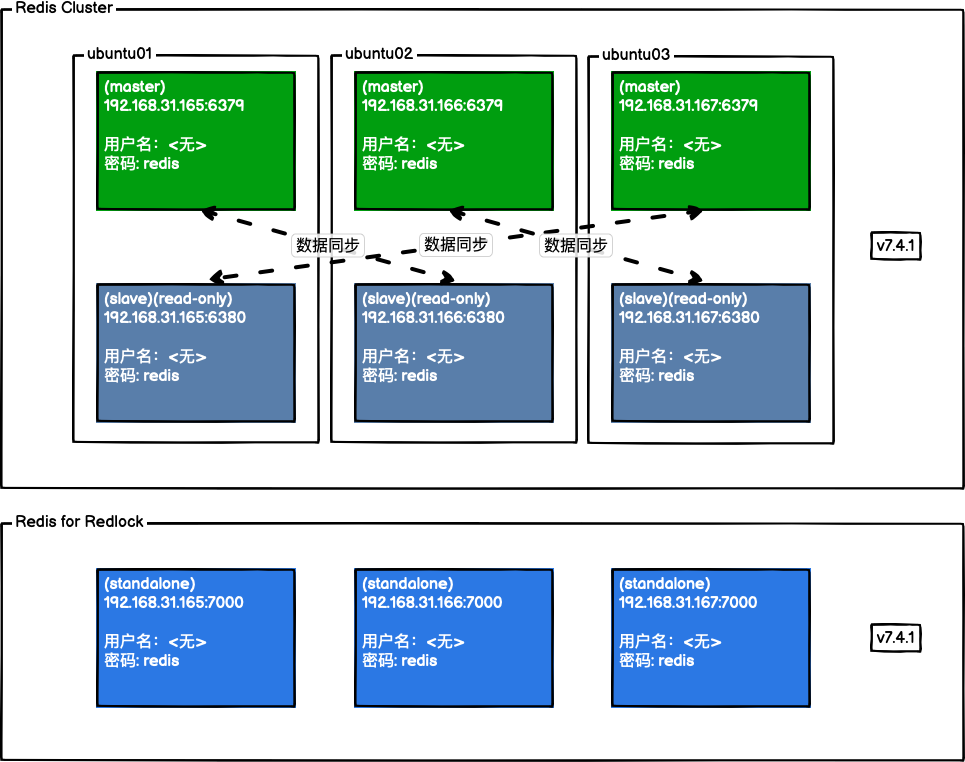 Redis Cluster
ubuntu01
(master)
192.168.31.165:6379
用户名：<无>
密码: redis
ubuntu02
(master)
192.168.31.166:6379
用户名：<无>
密码: redis
ubuntu03
(master)
192.168.31.167:6379
用户名：<无>
密码: redis
数据同步
数据同步
数据同步
v7.4.1
(slave)(read-only)
192.168.31.165:6380
用户名：<无>
密码: redis
(slave)(read-only)
192.168.31.166:6380
用户名：<无>
密码: redis
(slave)(read-only)
192.168.31.167:6380
用户名：<无>
密码: redis
Redis for Redlock
(standalone)
192.168.31.165:7000
用户名：<无>
密码: redis
(standalone)
192.168.31.166:7000
用户名：<无>
密码: redis
(standalone)
192.168.31.167:7000
用户名：<无>
密码: redis
v7.4.1